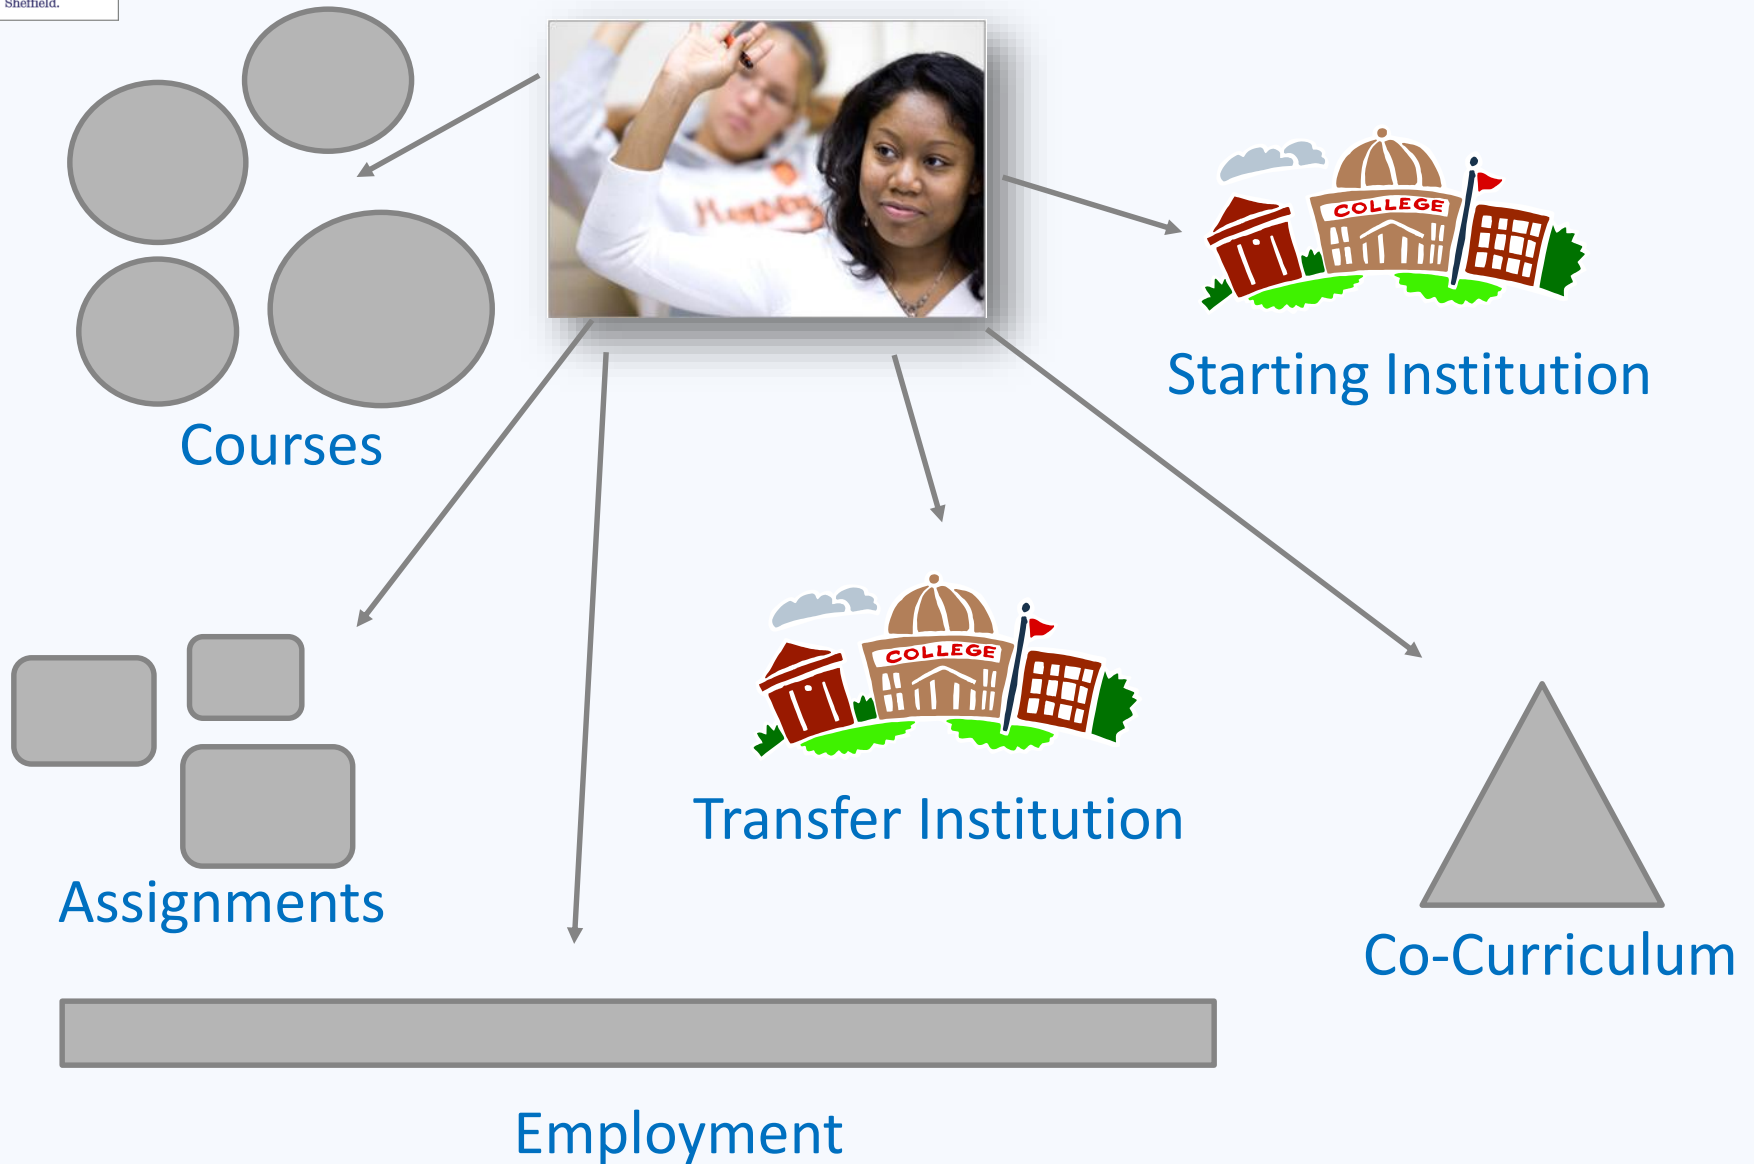 Sheffield.
COLLEGE
Starting Institution
Courses
COLLEGE
Transfer Institution
Assignments
Co-Curriculum
Employment